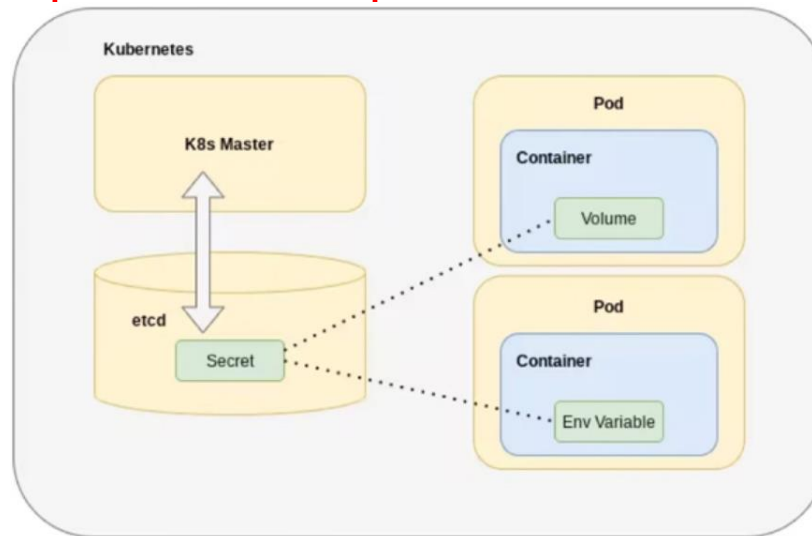 Kubernetes
K8s Master
etcd
Secret
Pod
Container
Volume
Pod
Container
Env Variable